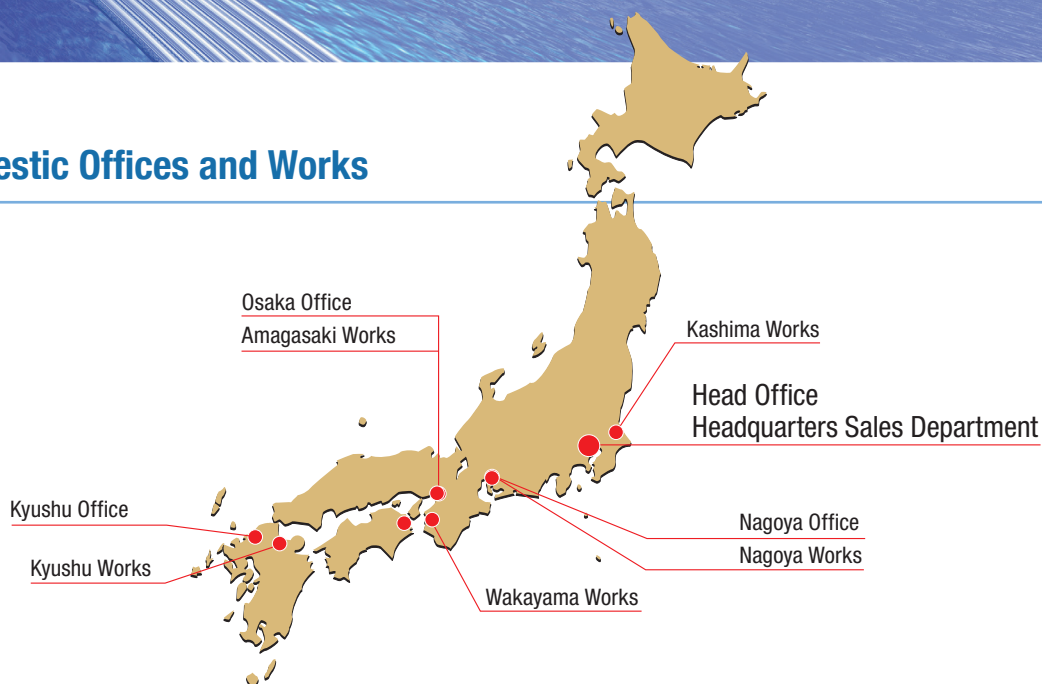 estic Offices and Works
Osaka Office
Amagasaki Works
Kashima Works
Head Office
Headquarters Sales Department
Kyushu Office
Kyushu Works
Nagoya Office
Nagoya Works
Wakayama Works